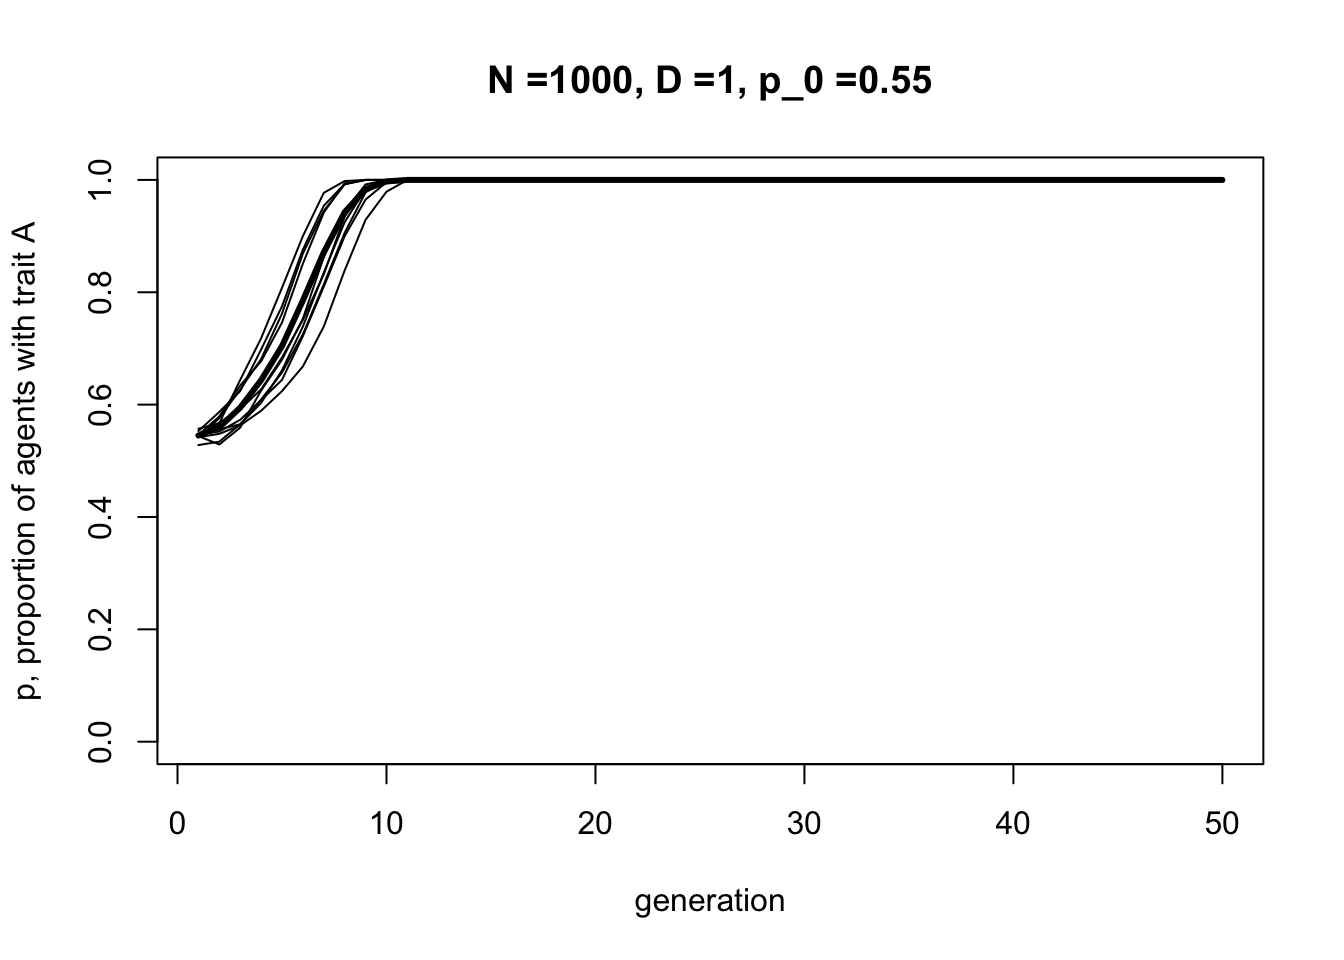 N =1000, D =1, p_0 =0.55
p, proportion of agents with trait A
1.0
0.8
0.6
0.4
0.2
0.0
0 10 20 30 40 50
generation